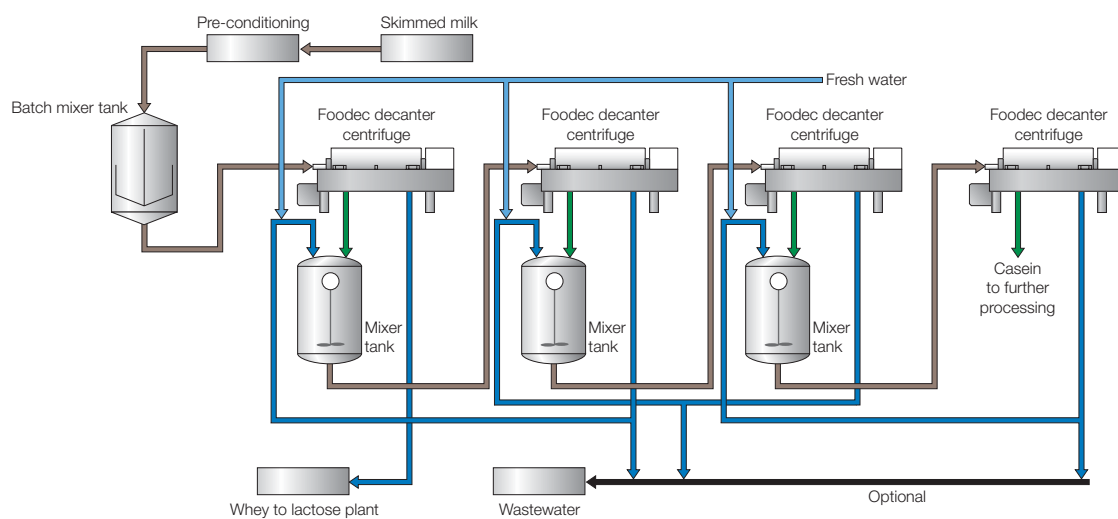 Pre-conditioning
Skimmed milk
Batch mixer tank
Fresh water
Foodec decanter
centrifuge
Foodec decanter
centrifuge
Foodec decanter
centrifuge
Foodec decanter
centrifuge
Mixer
tank
Mixer
tank
Mixer
tank
Casein
to further
processing
Whey to lactose plant
Wastewater
Optional